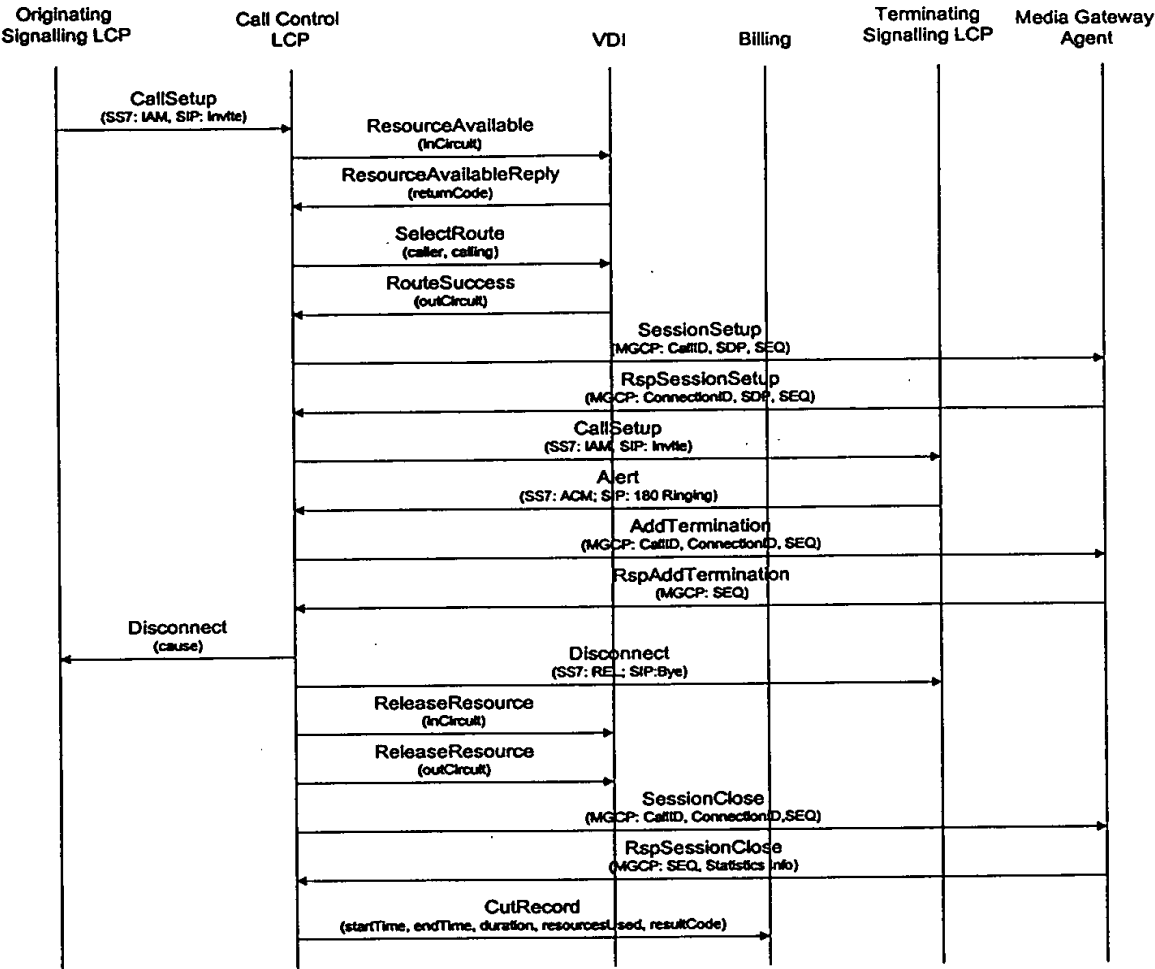 Originating
Signalling LCP
Call Control
LCP
VDI
Billing
Terminating
Signalling LCP
Media Gateway
Agent
CallSetup
(SS7: IAM, SIP: Invite)
ResourceAvailable
(inCircuit)
ResourceAvailableReply
(returnCode)
SelectRoute
(caller, calling)
RouteSuccess
(outCircuit)
SessionSetup
(MGCP: CallID, SDP, SEQ)
RspSessionSetup
(MGCP: ConnectionID, SDP, SEQ)
CallSetup
(SS7: IAM, SIP: Invite)
Alert
(SS7: ACM; SIP: 180 Ringing)
AddTermination
(MGCP: CallID, ConnectionID, SEQ)
RspAddTermination
(MGCP: SEQ)
Disconnect
(cause)
Disconnect
(SS7: REL; SIP:Bye)
ReleaseResource
(inCircuit)
ReleaseResource
(outCircuit)
SessionClose
(MGCP: CallID, ConnectionID,SEQ)
RspSessionClose
(MGCP: SEQ, Statistics Info)
CutRecord
(startTime, endTime, duration, resourcesUsed, resultCode)